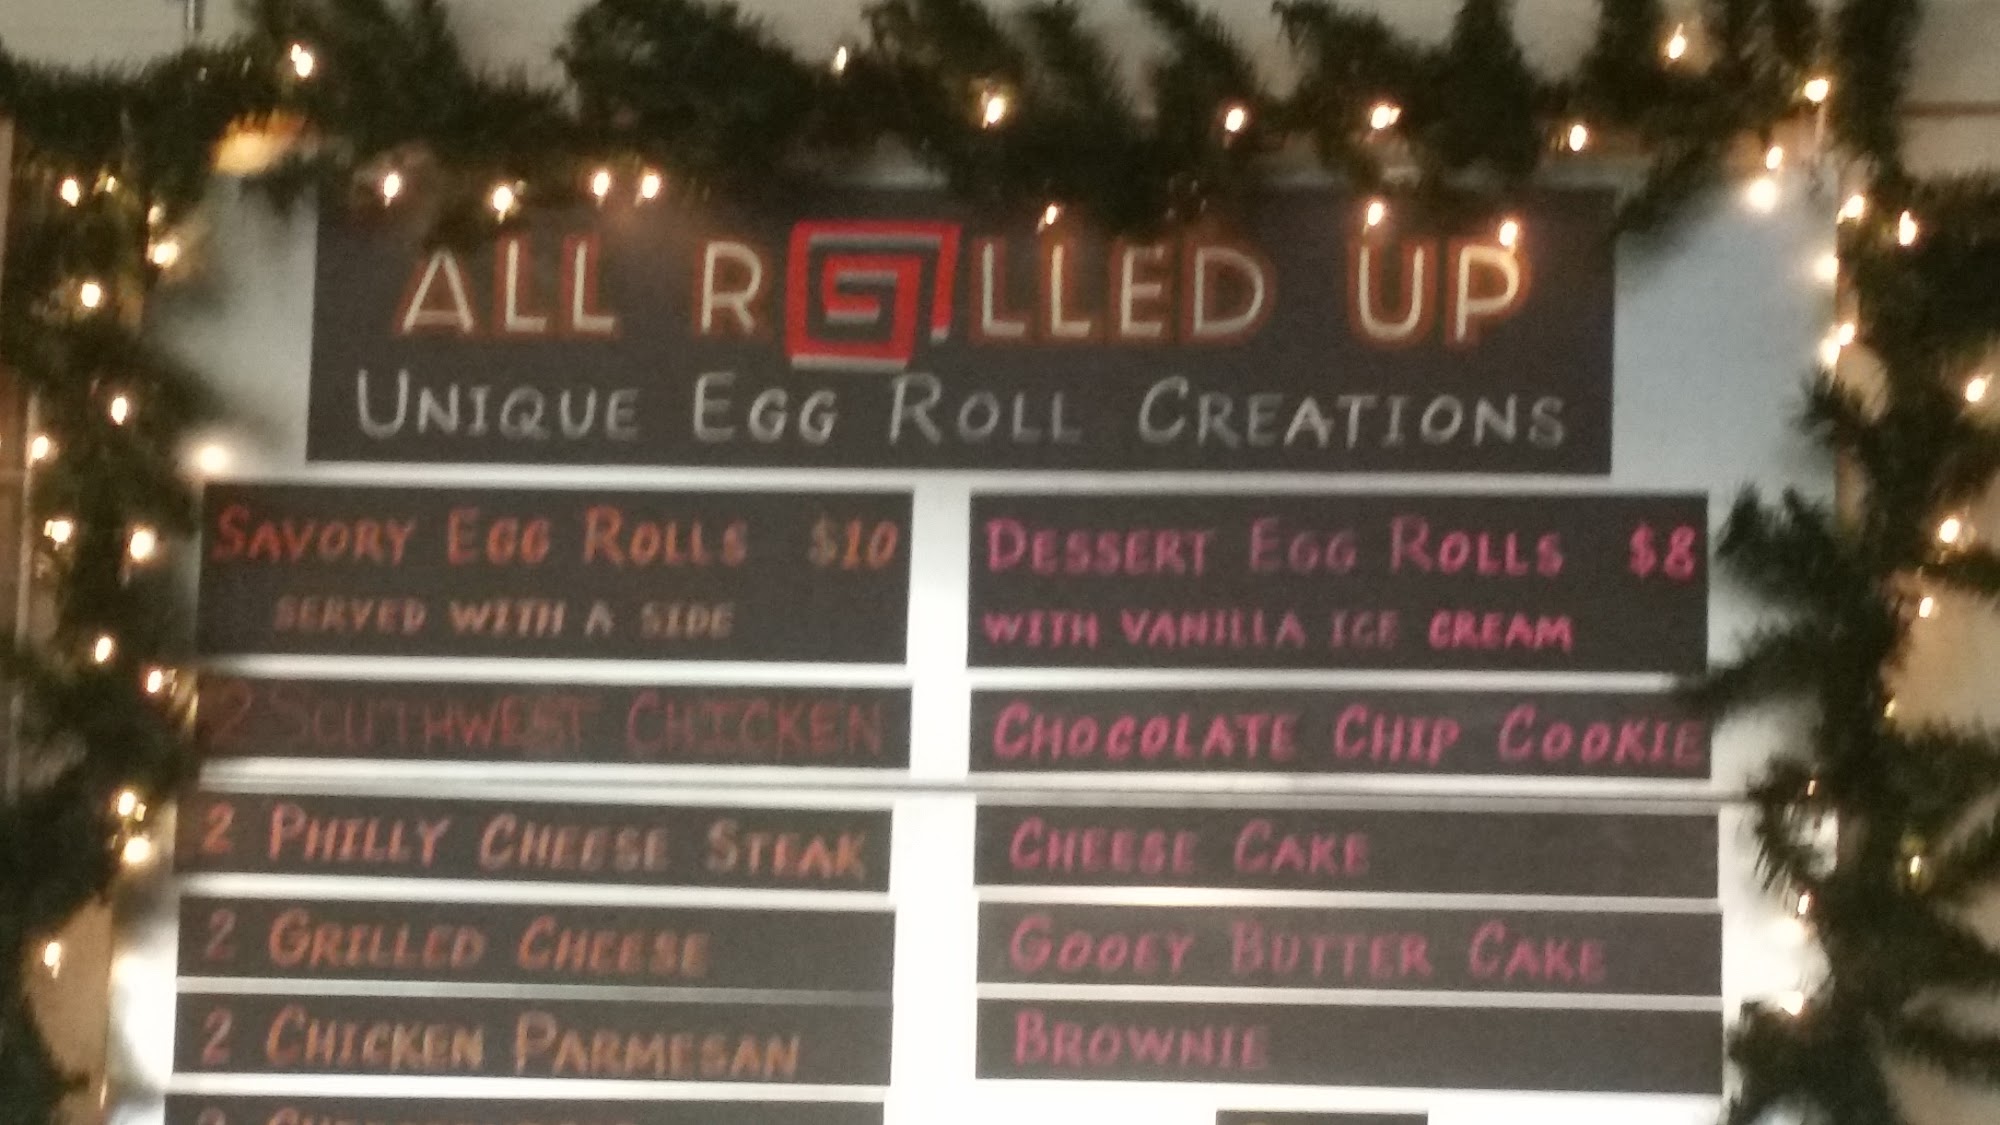 ALL ROLLED UP
UNIQUE EGG ROLL CREATIONS
SAVORY EGG ROLLS $10
SERVED WITH A SIDE
2 SOUTHWEST CHICKEN
2 PHILLY CHEESE STEAK
2 GRILLED CHEESE
2 CHICKEN PARMESAN
2
DESSERT EGG ROLLS $8
WITH VANILLA ICE CREAM
CHOCOLATE CHIP COOKIE
CHEESE CAKE
GOOEY BUTTER CAKE
BROWNIE